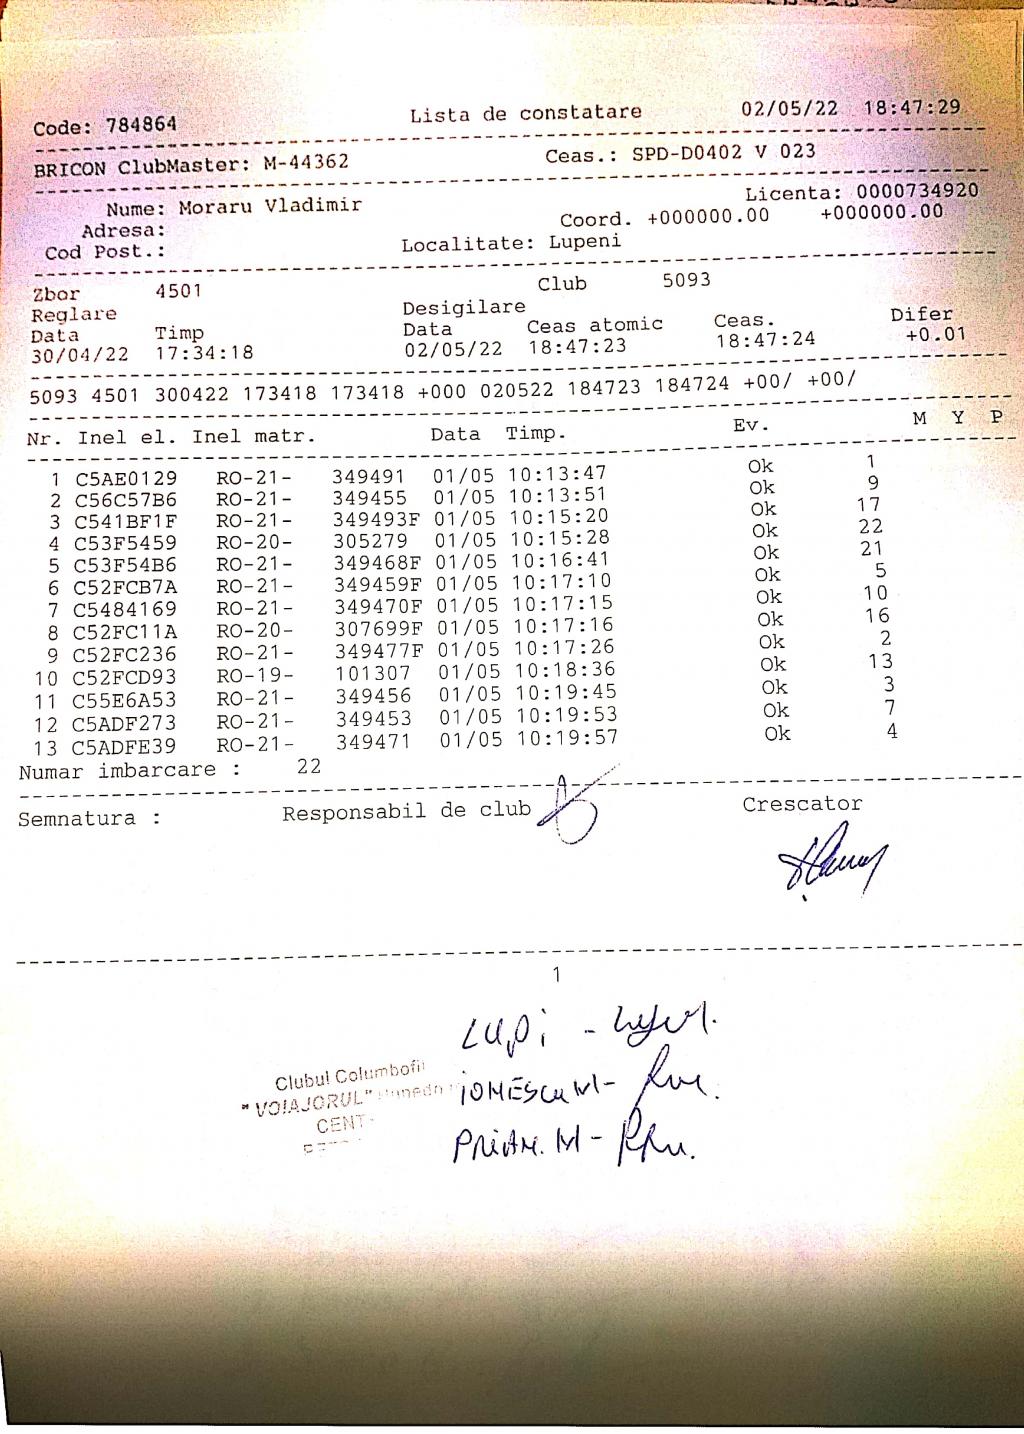 Code: 784864 Lista de constatare 02/05/22 18:47:29
BRICON ClubMaster: M-44362 Ceas.: SPD-D0402 V 023
Licenta: 0000734920
Nume: Moraru Vladimir
Adresa: Coord. +000000.00 +000000.00
Cod Post.: Localitate: Lupeni
Zbor 4501 Club 5093
Reglare Desigilare
Data Timp Data Ceas atomic Ceas. Difer
30/04/22 17:34:18 02/05/22 18:47:23 18:47:24 +0.01
5093 4501 300422 173418 173418 +000 020522 184723 184724 +00/ +00/
Nr. Inel el. Inel matr. Data Timp. Ev. M Y P
1 C5AE0129 RO-21- 349491 01/05 10:13:47 Ok 1
2 C56C57B6 RO-21- 349455 01/05 10:13:51 Ok 9
3 C541BF1F RO-21- 349493F 01/05 10:15:20 Ok 17
4 C53F5459 RO-20- 305279 01/05 10:15:28 Ok 22
5 C53F54B6 RO-21- 349468F 01/05 10:16:41 Ok 21
6 C52FCB7A RO-21- 349459F 01/05 10:17:10 Ok 5
7 C5484169 RO-21- 349470F 01/05 10:17:15 Ok 10
8 C52FC11A RO-20- 307699F 01/05 10:17:16 Ok 16
9 C52FC236 RO-21- 349477F 01/05 10:17:26 Ok 2
10 C52FCD93 RO-19- 101307 01/05 10:18:36 Ok 13
11 C55E6A53 RO-21- 349456 01/05 10:19:45 Ok 3
12 C5ADF273 RO-21- 349453 01/05 10:19:53 Ok 7
13 C5ADFE39 RO-21- 349471 01/05 10:19:57 Ok 4
Numar imbarcare : 22
Semnatura : Responsabil de club Crescator
1
Lupi -
Clubul Columbofil
"VOIAJORUL"
IONESCU M -
CENT
PRIAM. M -